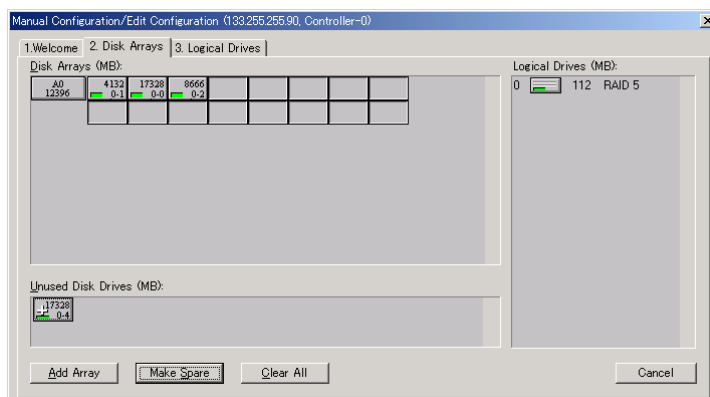 Manual Configuration/Edit Configuration (133.255.255.90, Controller-0)
1.Welcome 2. Disk Arrays 3. Logical Drives
Disk Arrays (MB):
A0 4132 17328 8666
12396 0-1 0-0 0-2
Logical Drives (MB):
0 112 RAID 5
Unused Disk Drives (MB):
17328
0-4
Add Array Make Spare Clear All Cancel